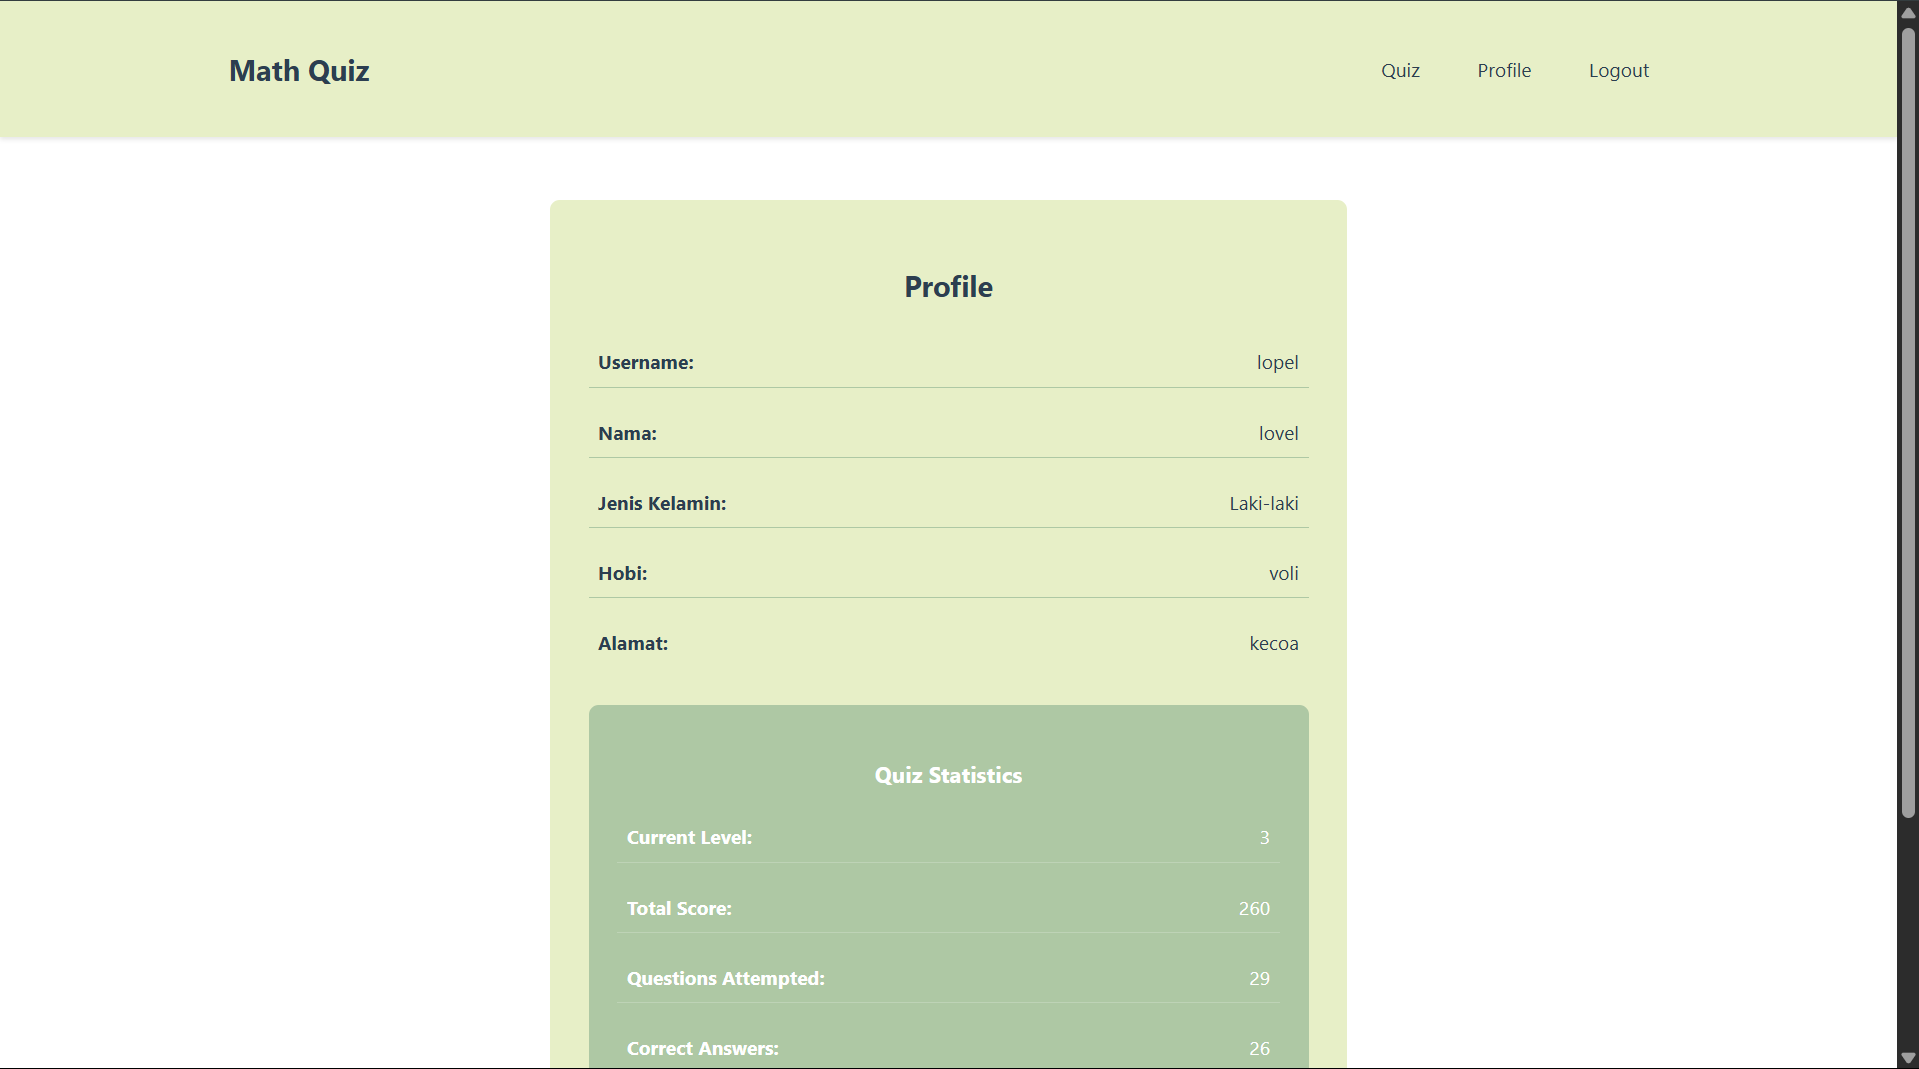 Math Quiz
Quiz Profile Logout
Profile
Username: lopel
Nama: lovel
Jenis Kelamin: Laki-laki
Hobi: voli
Alamat: kecoa
Quiz Statistics
Current Level: 3
Total Score: 260
Questions Attempted: 29
Correct Answers: 26